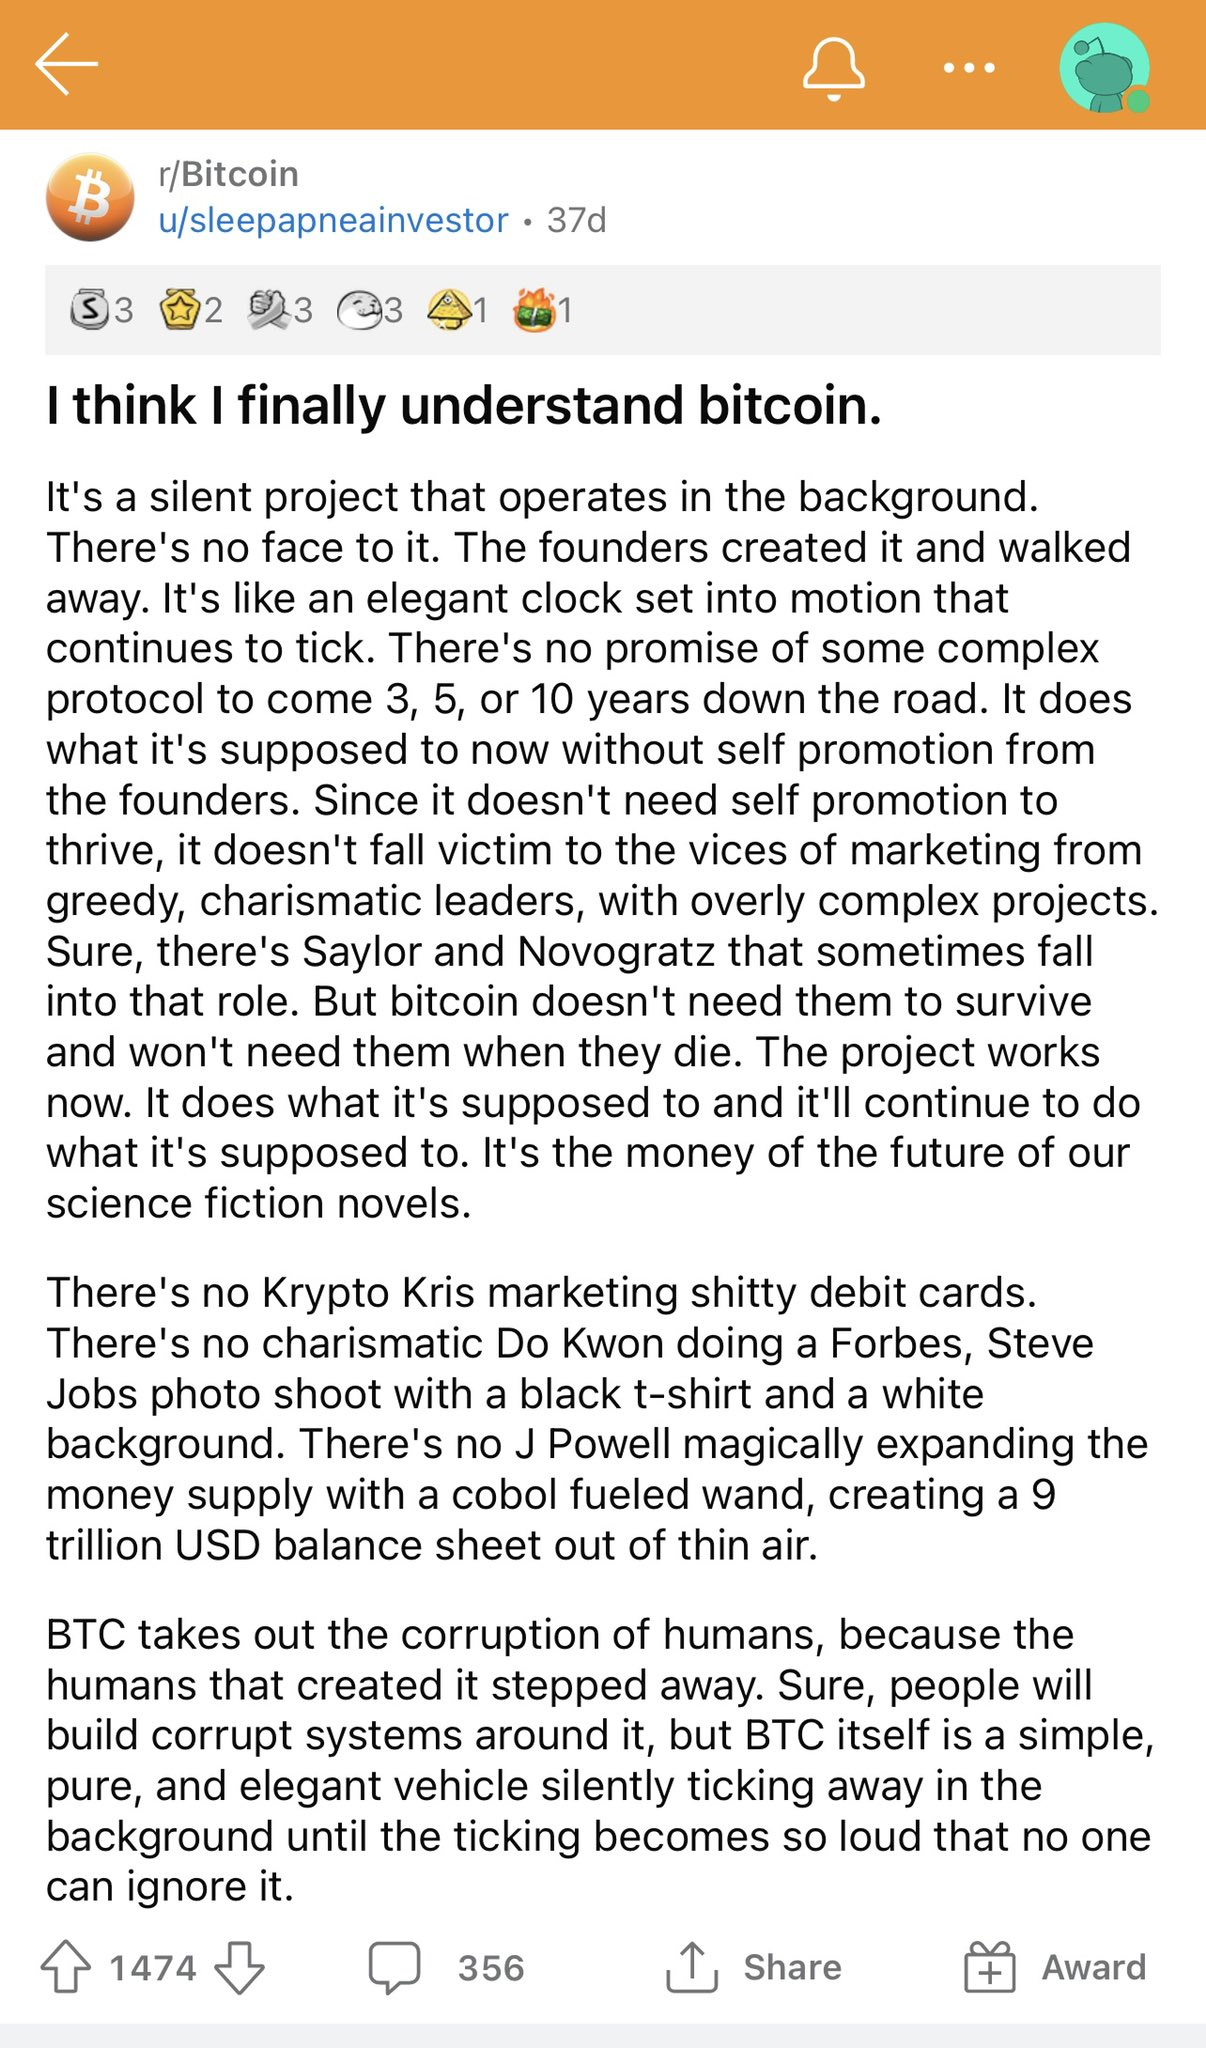 r/Bitcoin
u/sleepapneainvestor • 37d
S 3 2 3 3 1 1
I think I finally understand bitcoin.
It's a silent project that operates in the background.
There's no face to it. The founders created it and walked
away. It's like an elegant clock set into motion that
continues to tick. There's no promise of some complex
protocol to come 3, 5, or 10 years down the road. It does
what it's supposed to now without self promotion from
the founders. Since it doesn't need self promotion to
thrive, it doesn't fall victim to the vices of marketing from
greedy, charismatic leaders, with overly complex projects.
Sure, there's Saylor and Novogratz that sometimes fall
into that role. But bitcoin doesn't need them to survive
and won't need them when they die. The project works
now. It does what it's supposed to and it'll continue to do
what it's supposed to. It's the money of the future of our
science fiction novels.
There's no Krypto Kris marketing shitty debit cards.
There's no charismatic Do Kwon doing a Forbes, Steve
Jobs photo shoot with a black t-shirt and a white
background. There's no J Powell magically expanding the
money supply with a cobol fueled wand, creating a 9
trillion USD balance sheet out of thin air.
BTC takes out the corruption of humans, because the
humans that created it stepped away. Sure, people will
build corrupt systems around it, but BTC itself is a simple,
pure, and elegant vehicle silently ticking away in the
background until the ticking becomes so loud that no one
can ignore it.
1474 356 Share Award